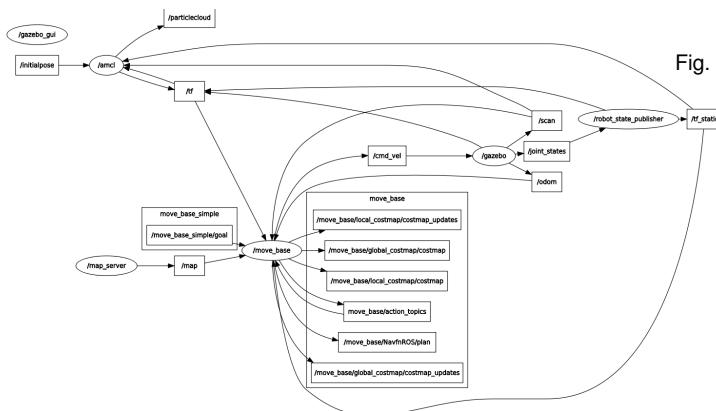 /particlecloud
/gazebo_gui
/initialpose
/amcl
Fig.
/tf
/scan
/robot_state_publisher
/tf_static
/cmd_vel
/gazebo
/joint_states
/odom
move_base
move_base_simple
/move_base/local_costmap/costmap_updates
/move_base_simple/goal
/move_base
/move_base/global_costmap/costmap
/map_server
/map
/move_base/local_costmap/costmap
move_base/action_topics
/move_base/NavfnROS/plan
/move_base/global_costmap/costmap_updates